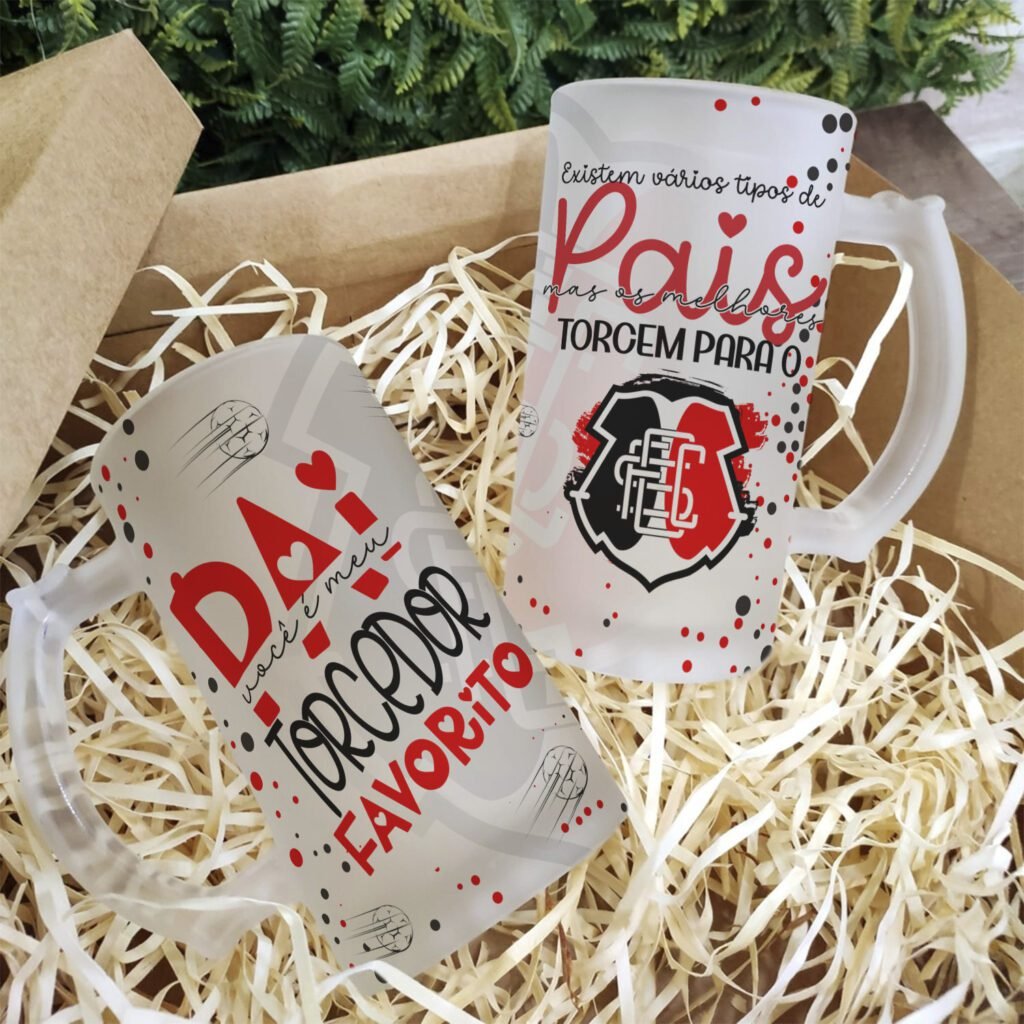 Existem vários tipos de
Pais
mas os melhores
TORCEM PARA O
PAI
você é meu
TORCEDOR
FAVORITO